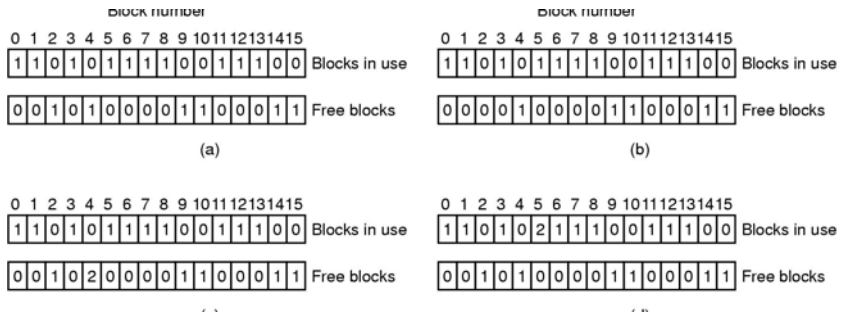 Block number
0 1 2 3 4 5 6 7 8 9 10 11 12 13 14 15
1 1 0 1 0 1 1 1 1 0 0 1 1 1 0 0 Blocks in use
0 0 1 0 1 0 0 0 0 1 1 0 0 0 1 1 Free blocks
(a)
Block number
0 1 2 3 4 5 6 7 8 9 10 11 12 13 14 15
1 1 0 1 0 1 1 1 1 0 0 1 1 1 0 0 Blocks in use
0 0 0 0 1 0 0 0 0 1 1 0 0 0 1 1 Free blocks
(b)
0 1 2 3 4 5 6 7 8 9 10 11 12 13 14 15
1 1 0 1 0 1 1 1 1 0 0 1 1 1 0 0 Blocks in use
0 0 1 0 2 0 0 0 0 1 1 0 0 0 1 1 Free blocks
0 1 2 3 4 5 6 7 8 9 10 11 12 13 14 15
1 1 0 1 0 2 1 1 1 0 0 1 1 1 0 0 Blocks in use
0 0 1 0 1 0 0 0 0 1 1 0 0 0 1 1 Free blocks